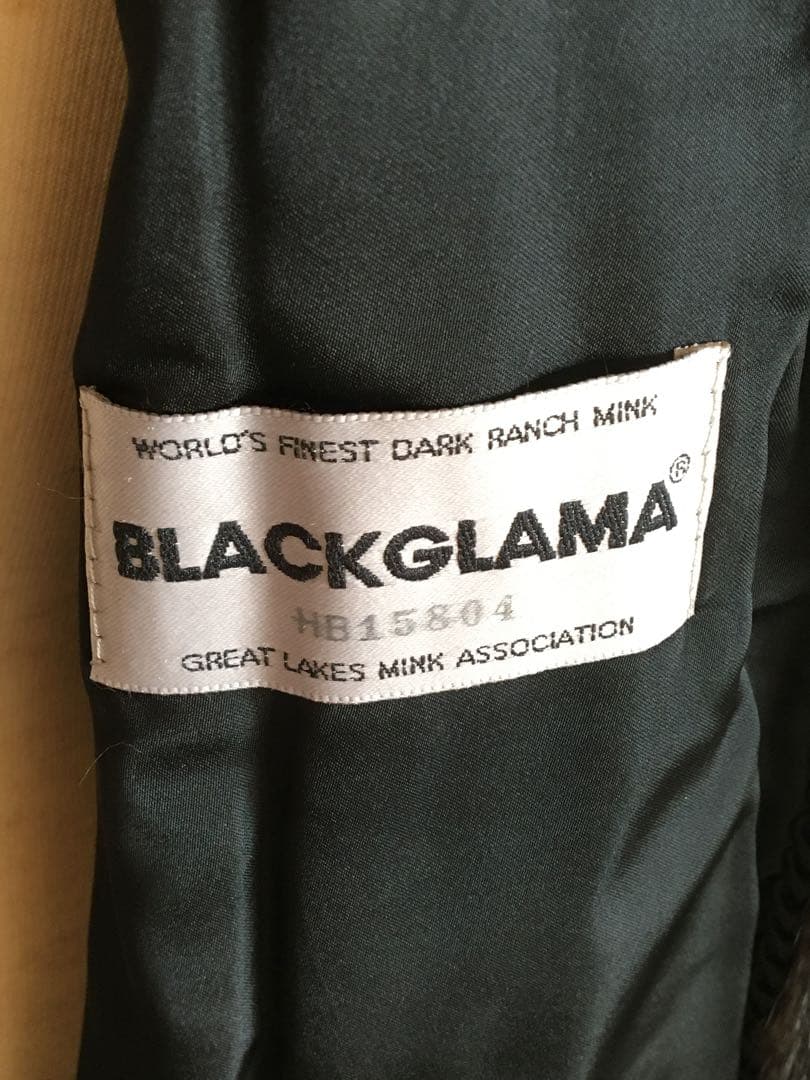 WORLD'S FINEST DARK RANCH MINK
BLACKGLAMA®
HB15804
GREAT LAKES MINK ASSOCIATION